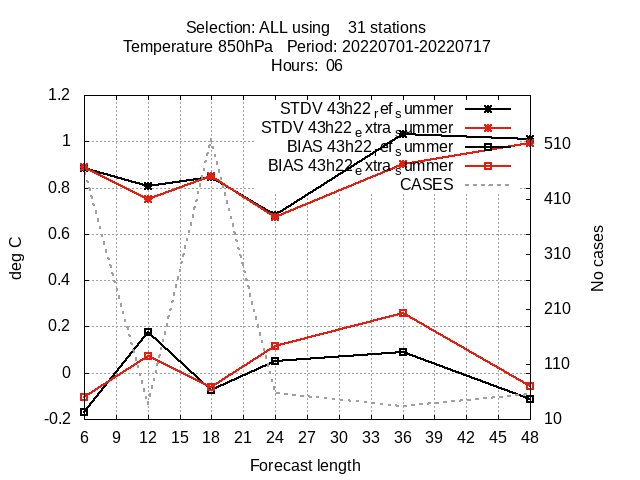 Selection: ALL using 31 stations
Temperature 850hPa Period: 20220701-20220717
Hours: 06
STDV 43h22_ref_summer
STDV 43h22_extra_summer
BIAS 43h22_ref_summer
BIAS 43h22_extra_summer
CASES
1.2
1
0.8
0.6
0.4
0.2
0
-0.2
deg C
510
410
310
210
110
10
No cases
6 9 12 15 18 21 24 27 30 33 36 39 42 45 48
Forecast length